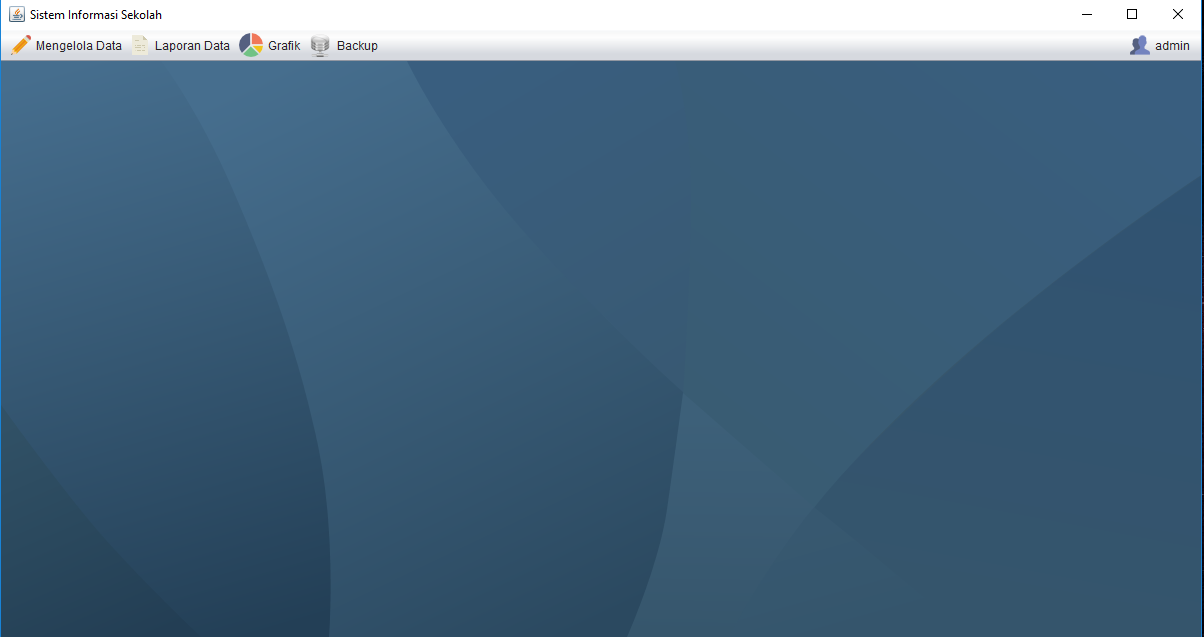 Sistem Informasi Sekolah
Mengelola Data Laporan Data Grafik Backup admin